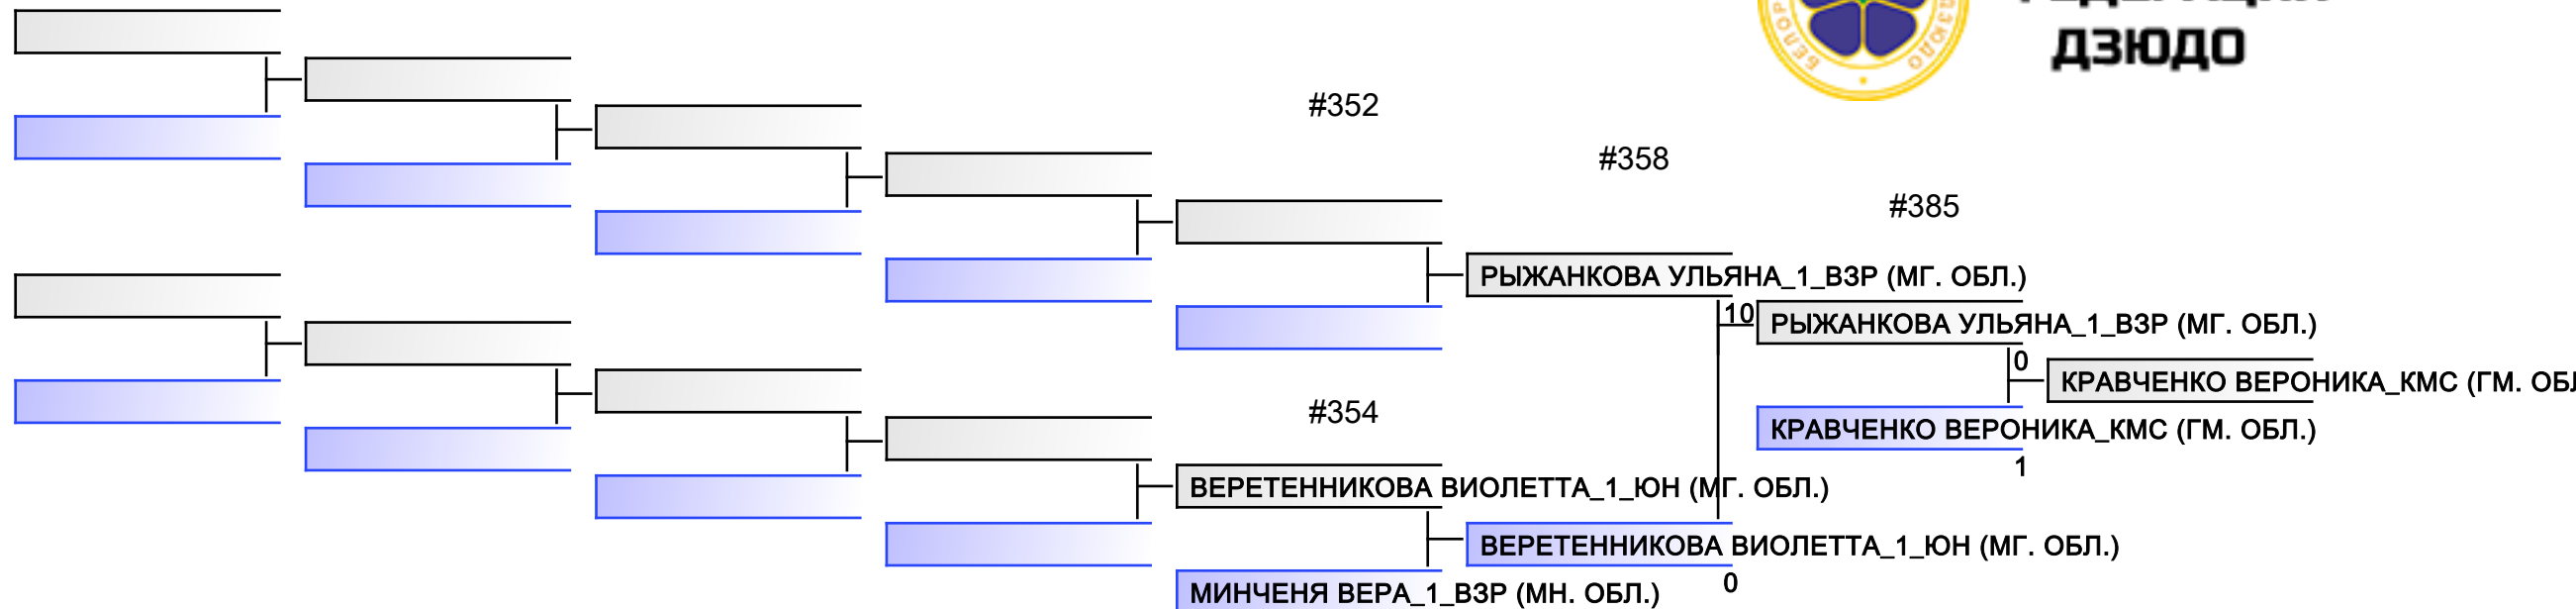 ДЗЮДО
#352
#358
#385
РЫЖАНКОВА УЛЬЯНА_1_ВЗР (МГ. ОБЛ.)
10
РЫЖАНКОВА УЛЬЯНА_1_ВЗР (МГ. ОБЛ.)
0
КРАВЧЕНКО ВЕРОНИКА_КМС (ГМ. ОБЛ
#354
КРАВЧЕНКО ВЕРОНИКА_КМС (ГМ. ОБЛ.)
1
ВЕРЕТЕННИКОВА ВИОЛЕТТА_1_ЮН (МГ. ОБЛ.)
ВЕРЕТЕННИКОВА ВИОЛЕТТА_1_ЮН (МГ. ОБЛ.)
0
МИНЧЕНЯ ВЕРА_1_ВЗР (МН. ОБЛ.)